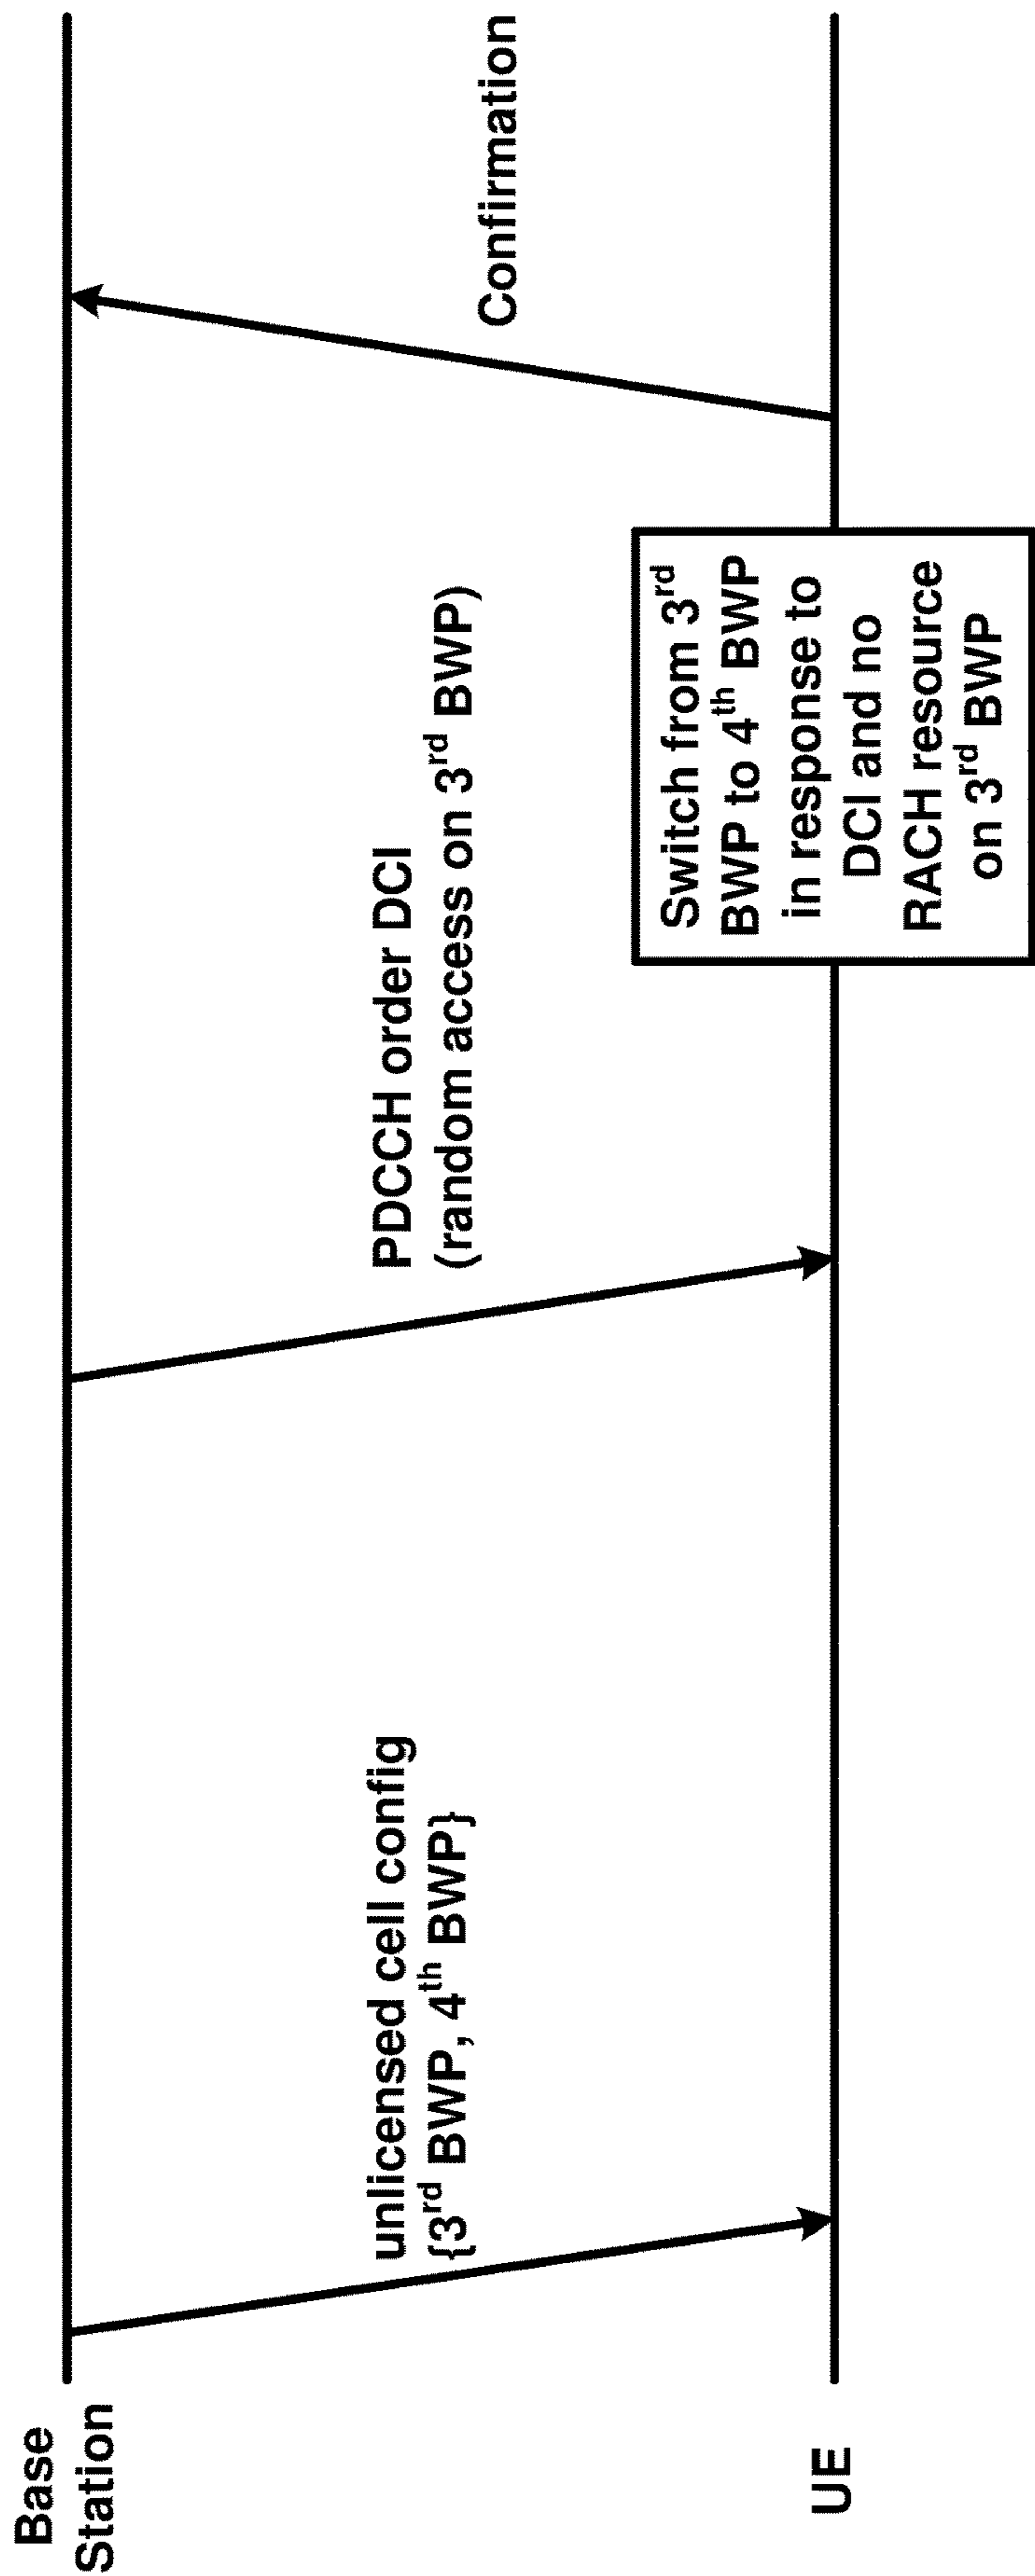 Base
Station
UE
unlicensed cell config
{3rd BWP, 4th BWP}
PDCCH order DCI
(random access on 3rd BWP)
Switch from 3rd
BWP to 4th BWP
in response to
DCI and no
RACH resource
on 3rd BWP
Confirmation